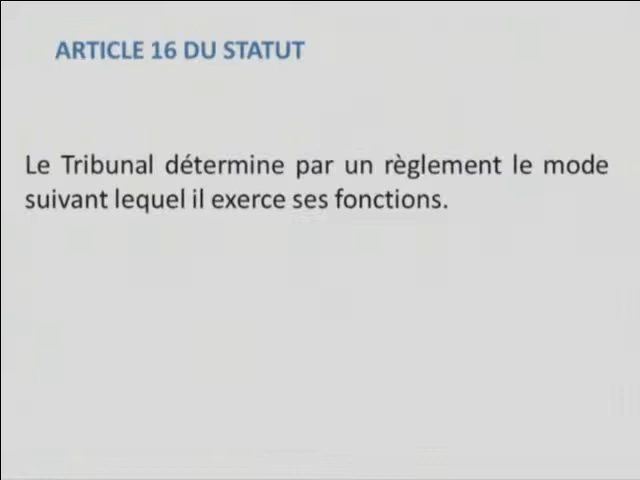 ARTICLE 16 DU STATUT
Le Tribunal détermine par un règlement le mode
suivant lequel il exerce ses fonctions.